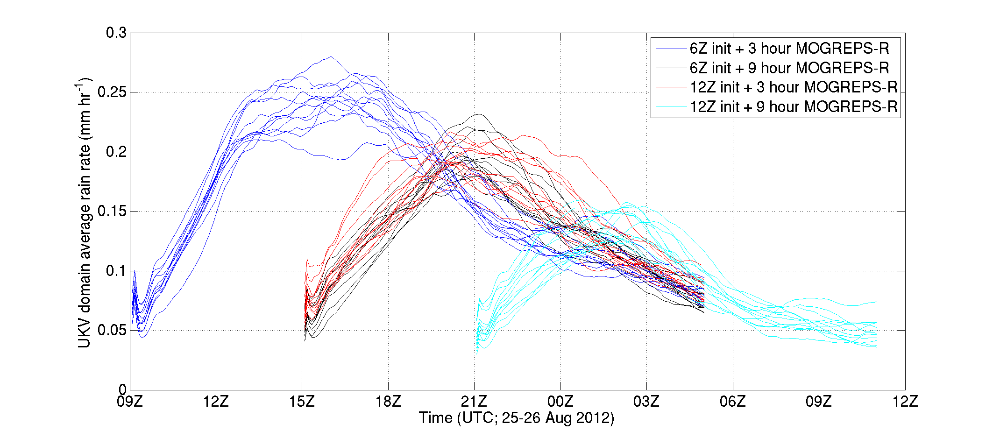 UKV domain average rain rate (mm hr-1)
0.3
0.25
0.2
0.15
0.1
0.05
0
6Z init + 3 hour MOGREPS-R
6Z init + 9 hour MOGREPS-R
12Z init + 3 hour MOGREPS-R
12Z init + 9 hour MOGREPS-R
09Z 12Z 15Z 18Z 21Z 00Z 03Z 06Z 09Z 12Z
Time (UTC; 25-26 Aug 2012)